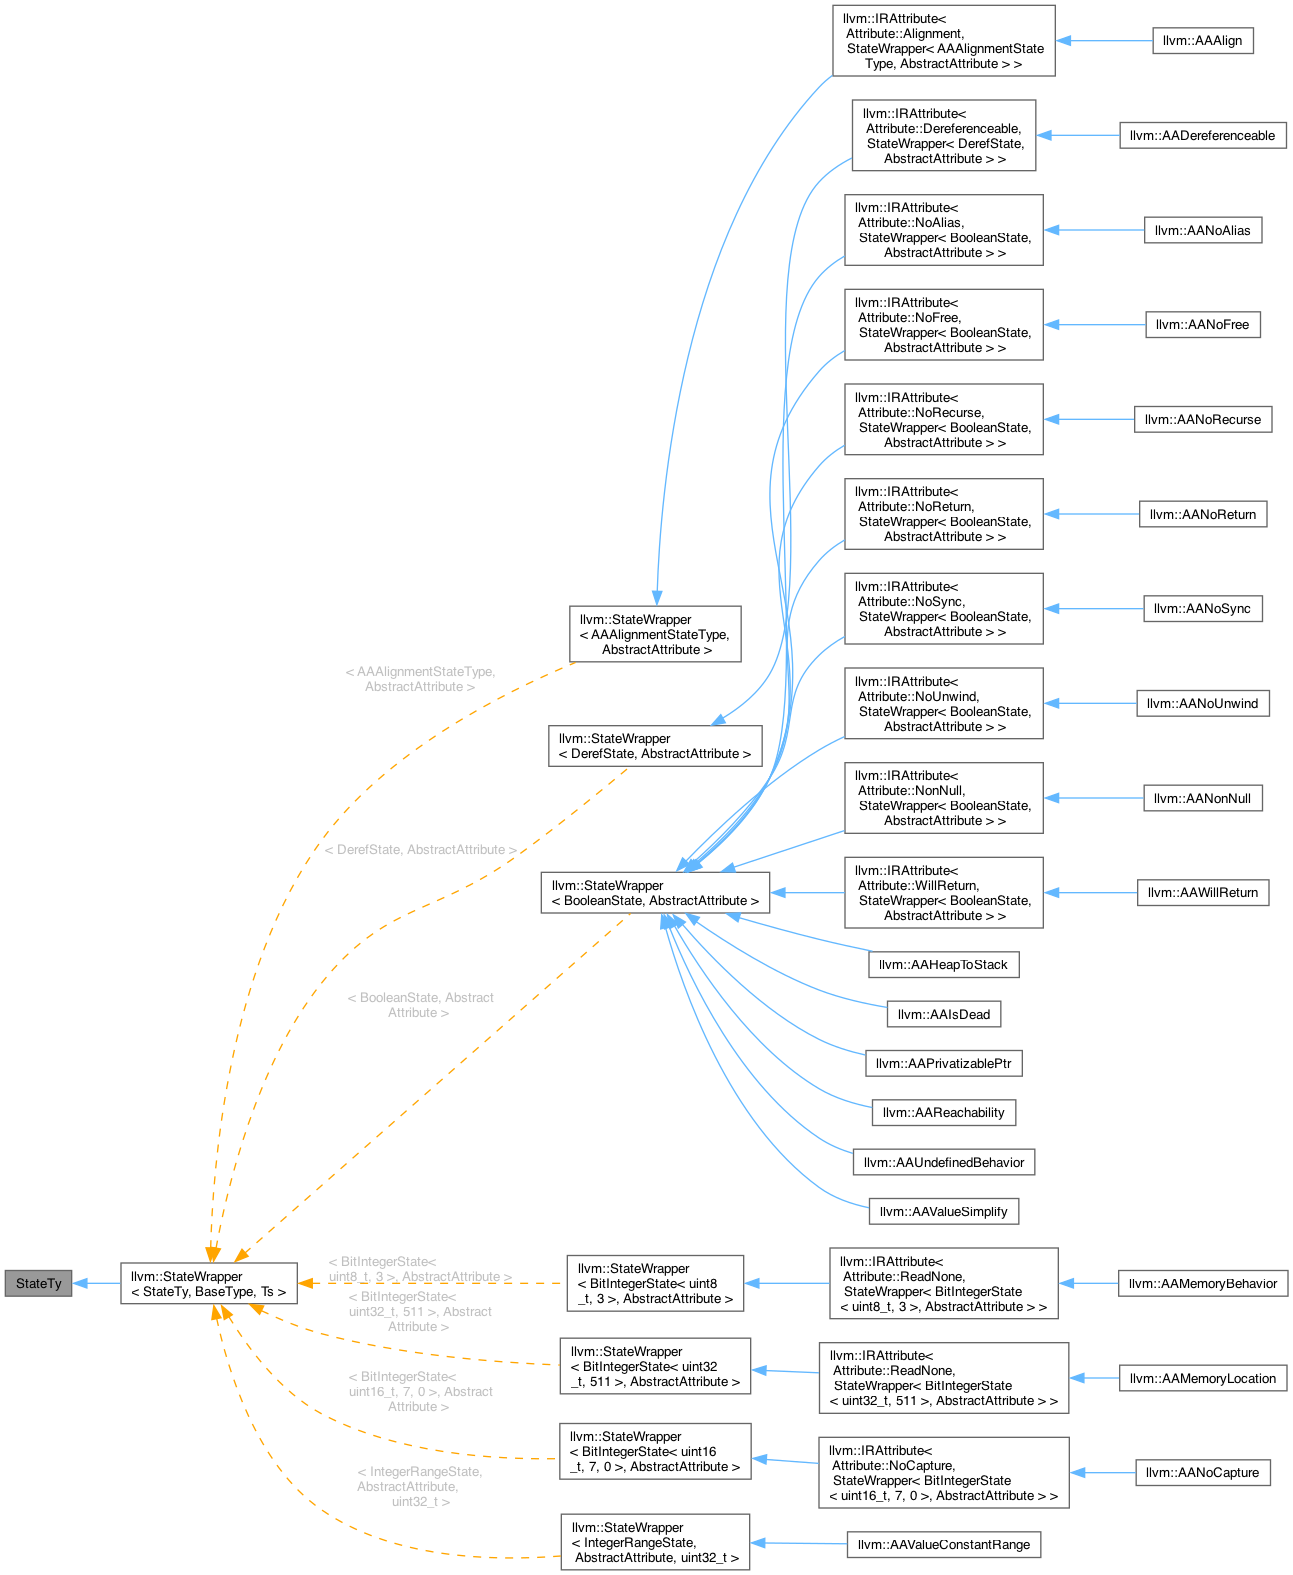 llvm::IRAttribute<
Attribute::Alignment,
StateWrapper< AAAlignmentState
Type, AbstractAttribute > >
llvm::AAAlign
llvm::IRAttribute<
Attribute::Dereferenceable,
StateWrapper< DerefState,
AbstractAttribute > >
llvm::AADereferenceable
llvm::IRAttribute<
Attribute::NoAlias,
StateWrapper< BooleanState,
AbstractAttribute > >
llvm::AANoAlias
llvm::IRAttribute<
Attribute::NoFree,
StateWrapper< BooleanState,
AbstractAttribute > >
llvm::AANoFree
llvm::IRAttribute<
Attribute::NoRecurse,
StateWrapper< BooleanState,
AbstractAttribute > >
llvm::AANoRecurse
llvm::IRAttribute<
Attribute::NoReturn,
StateWrapper< BooleanState,
AbstractAttribute > >
llvm::AANoReturn
llvm::IRAttribute<
Attribute::NoSync,
StateWrapper< BooleanState,
AbstractAttribute > >
llvm::AANoSync
llvm::StateWrapper
< AAAlignmentStateType,
AbstractAttribute >
< AAAlignmentStateType,
AbstractAttribute >
llvm::IRAttribute<
Attribute::NoUnwind,
StateWrapper< BooleanState,
AbstractAttribute > >
llvm::AANoUnwind
llvm::StateWrapper
< DerefState, AbstractAttribute >
llvm::IRAttribute<
Attribute::NonNull,
StateWrapper< BooleanState,
AbstractAttribute > >
llvm::AANonNull
< DerefState, AbstractAttribute >
llvm::StateWrapper
< BooleanState, AbstractAttribute >
llvm::IRAttribute<
Attribute::WillReturn,
StateWrapper< BooleanState,
AbstractAttribute > >
llvm::AAWillReturn
llvm::AAHeapToStack
< BooleanState, Abstract
Attribute >
llvm::AAIsDead
llvm::AAPrivatizablePtr
llvm::AAReachability
llvm::AAUndefinedBehavior
llvm::AAValueSimplify
StateTy
llvm::StateWrapper
< StateTy, BaseType, Ts >
< BitIntegerState<
uint8_t, 3 >, AbstractAttribute >
llvm::StateWrapper
< BitIntegerState< uint8
_t, 3 >, AbstractAttribute >
llvm::IRAttribute<
Attribute::ReadNone,
StateWrapper< BitIntegerState
< uint8_t, 3 >, AbstractAttribute > >
llvm::AAMemoryBehavior
< BitIntegerState<
uint32_t, 511 >, Abstract
Attribute >
llvm::StateWrapper
< BitIntegerState< uint32
_t, 511 >, AbstractAttribute >
llvm::IRAttribute<
Attribute::ReadNone,
StateWrapper< BitIntegerState
< uint32_t, 511 >, AbstractAttribute > >
llvm::AAMemoryLocation
< BitIntegerState<
uint16_t, 7, 0 >, Abstract
Attribute >
llvm::StateWrapper
< BitIntegerState< uint16
_t, 7, 0 >, AbstractAttribute >
llvm::IRAttribute<
Attribute::NoCapture,
StateWrapper< BitIntegerState
< uint16_t, 7, 0 >, AbstractAttribute > >
llvm::AANoCapture
< IntegerRangeState,
AbstractAttribute,
uint32_t >
llvm::StateWrapper
< IntegerRangeState,
AbstractAttribute, uint32_t >
llvm::AAValueConstantRange